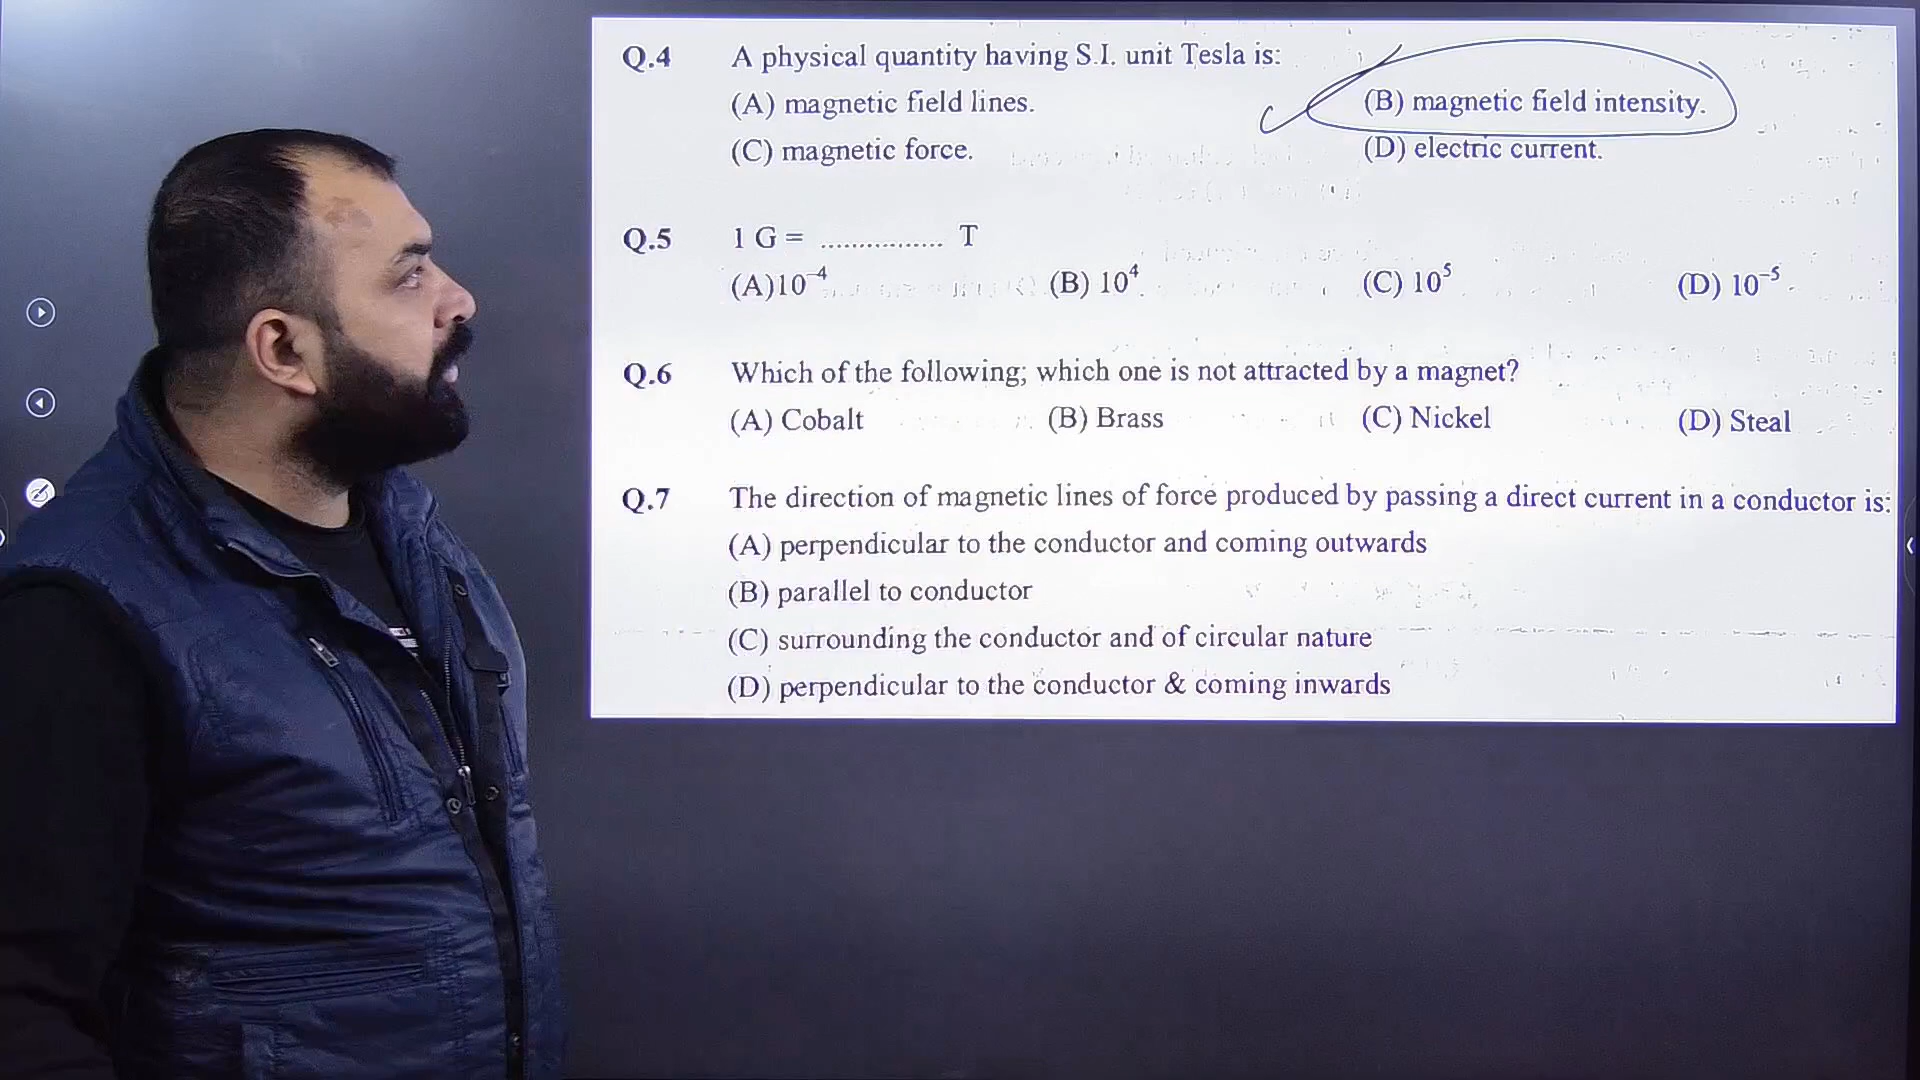 Q.4 A physical quantity having S.I. unit Tesla is:
(A) magnetic field lines. (B) magnetic field intensity.
(C) magnetic force. (D) electric current.
Q.5 1 G = ................ T
(A)10⁻⁴ (B) 10⁴ (C) 10⁵ (D) 10⁻⁵
Q.6 Which of the following; which one is not attracted by a magnet?
(A) Cobalt (B) Brass (C) Nickel (D) Steal
Q.7 The direction of magnetic lines of force produced by passing a direct current in a conductor is:
(A) perpendicular to the conductor and coming outwards
(B) parallel to conductor
(C) surrounding the conductor and of circular nature
(D) perpendicular to the conductor & coming inwards